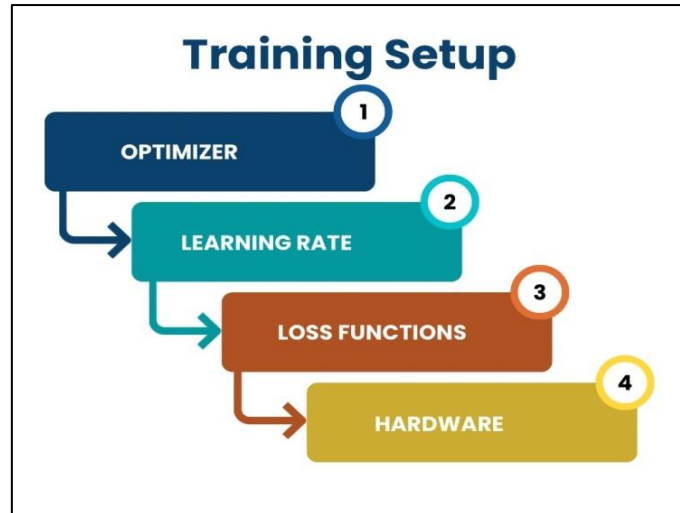 Training Setup
1
OPTIMIZER
2
LEARNING RATE
3
LOSS FUNCTIONS
4
HARDWARE